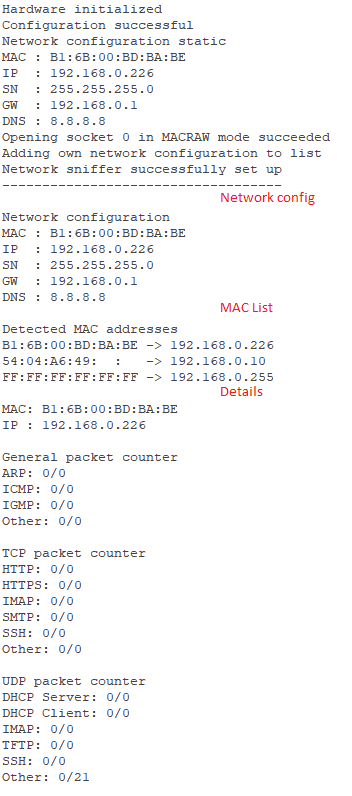 Hardware initialized
Configuration successful
Network configuration static
MAC : B1:6B:00:BD:BA:BE
IP  : 192.168.0.226
SN  : 255.255.255.0
GW  : 192.168.0.1
DNS : 8.8.8.8
Opening socket 0 in MACRAW mode succeeded
Adding own network configuration to list
Network sniffer successfully set up
-----------------------------------
Network config
Network configuration
MAC : B1:6B:00:BD:BA:BE
IP  : 192.168.0.226
SN  : 255.255.255.0
GW  : 192.168.0.1
DNS : 8.8.8.8
MAC List
Detected MAC addresses
B1:6B:00:BD:BA:BE -> 192.168.0.226
54:04:A6:49:  :   -> 192.168.0.10
FF:FF:FF:FF:FF:FF -> 192.168.0.255
Details
MAC: B1:6B:00:BD:BA:BE
IP : 192.168.0.226
General packet counter
ARP: 0/0
ICMP: 0/0
IGMP: 0/0
Other: 0/0
TCP packet counter
HTTP: 0/0
HTTPS: 0/0
IMAP: 0/0
SMTP: 0/0
SSH: 0/0
Other: 0/0
UDP packet counter
DHCP Server: 0/0
DHCP Client: 0/0
IMAP: 0/0
TFTP: 0/0
SSH: 0/0
Other: 0/21